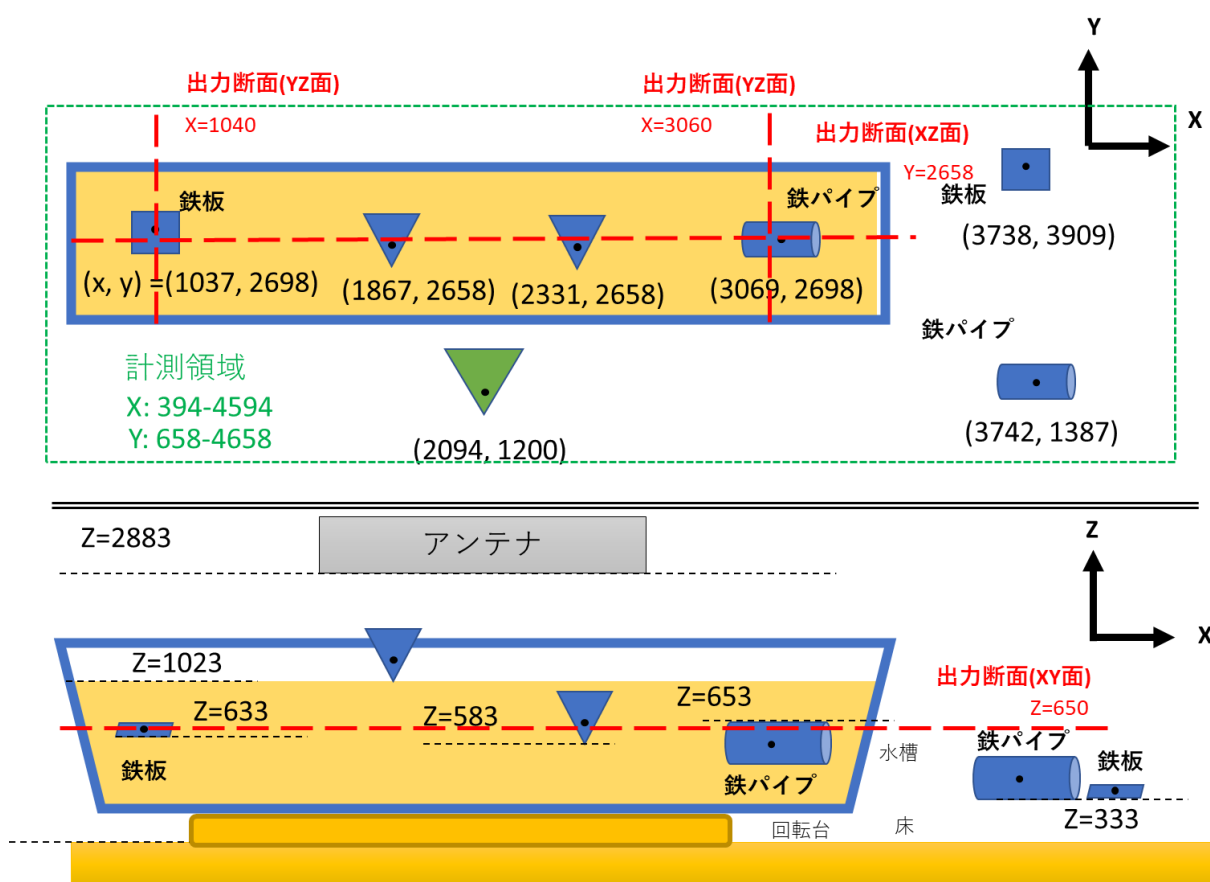 Y
出力断面(YZ面)
X=1040
出力断面(YZ面)
X=3060
X
出力断面(XZ面)
Y=2658
鉄板
鉄パイプ
鉄板
(3738, 3909)
(x, y) =(1037, 2698)
(1867, 2658)
(2331, 2658)
(3069, 2698)
鉄パイプ
計測領域
X: 394-4594
Y: 658-4658
(2094, 1200)
(3742, 1387)
Z=2883
アンテナ
Z
X
Z=1023
出力断面(XY面)
Z=650
Z=633
Z=583
Z=653
鉄板
鉄パイプ
水槽
鉄パイプ
鉄板
Z=333
回転台
床